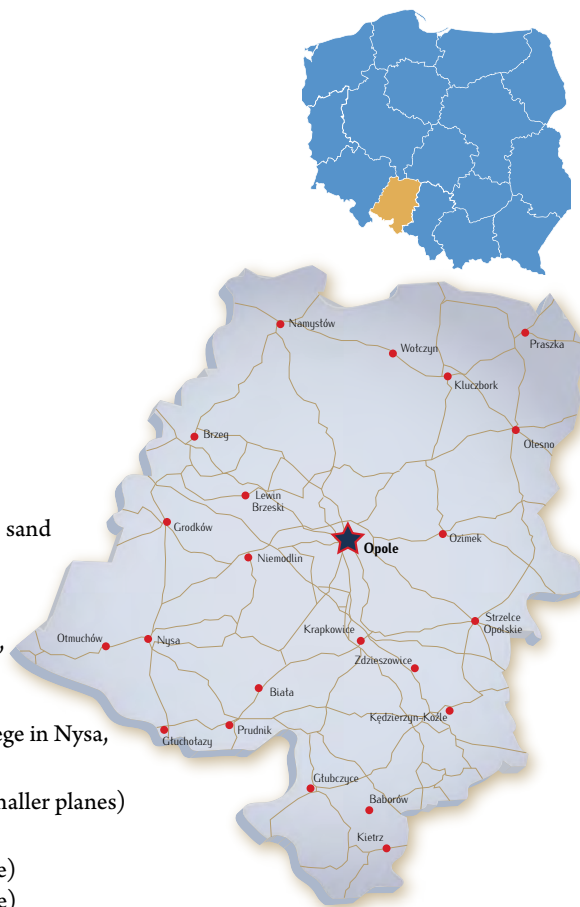 Namysłów
Praszka
Wołczyn
Kluczbork
Olesno
Brzeg
Lewin
Brzeski
sand
Grodków
Opole
Ozimek
Niemodlin
Strzelce
Opolskie
Krapkowice
Otmuchów
Nysa
,
Zdzieszowice
Biała
Kędzierzyn-Koźle
ege in Nysa,
Głuchołazy
Prudnik
Głubczyce
maller planes)
Baborów
Kietrz
e)
e)